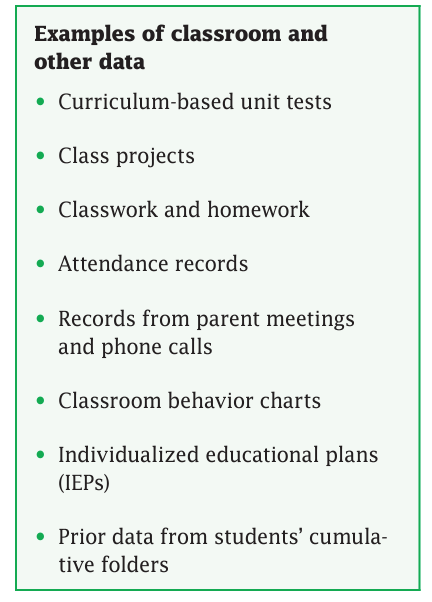 Examples of classroom and
other data
• Curriculum-based unit tests
• Class projects
• Classwork and homework
• Attendance records
• Records from parent meetings
and phone calls
• Classroom behavior charts
• Individualized educational plans
(IEPs)
• Prior data from students’ cumula-
tive folders